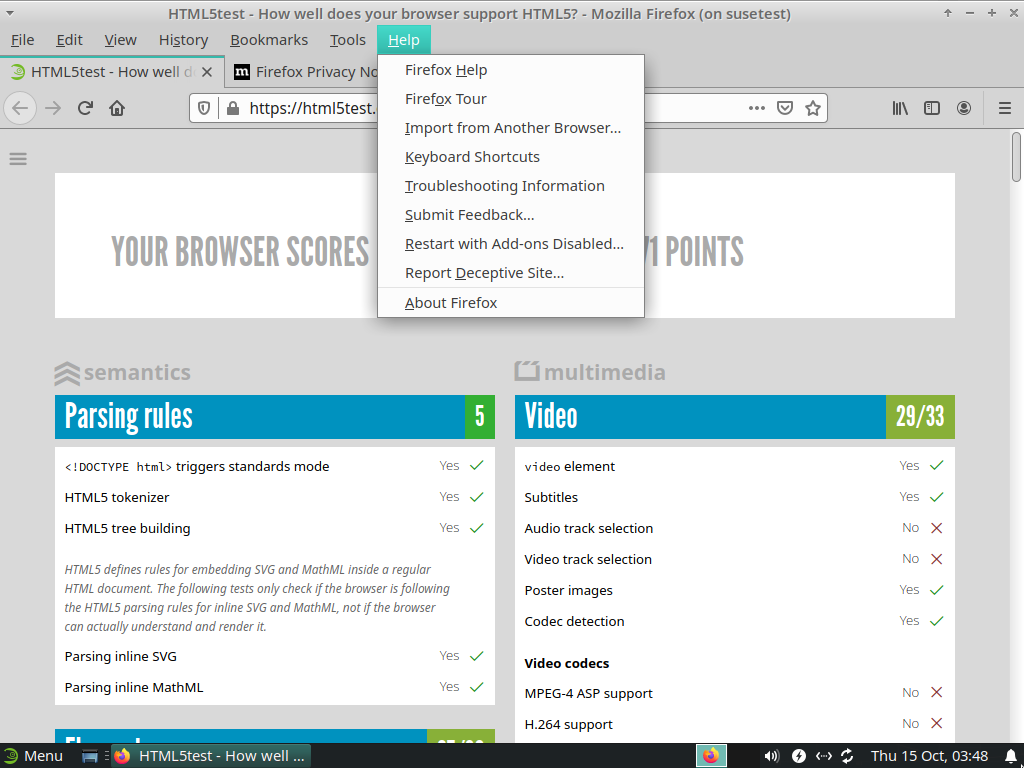 HTML5test - How well does your browser support HTML5? - Mozilla Firefox (on susetest)
File Edit View History Bookmarks Tools Help
HTML5test - How well d
Firefox Privacy No
https://html5test.
Firefox Help
Firefox Tour
Import from Another Browser...
Keyboard Shortcuts
Troubleshooting Information
Submit Feedback...
Restart with Add-ons Disabled...
Report Deceptive Site...
About Firefox
YOUR BROWSER SCORES 71 POINTS
semantics
Parsing rules 5
<!DOCTYPE html> triggers standards mode Yes
HTML5 tokenizer Yes
HTML5 tree building Yes
HTML5 defines rules for embedding SVG and MathML inside a regular
HTML document. The following tests only check if the browser is following
the HTML5 parsing rules for inline SVG and MathML, not if the browser
can actually understand and render it.
Parsing inline SVG Yes
Parsing inline MathML Yes
multimedia
Video 29/33
video element Yes
Subtitles Yes
Audio track selection No
Video track selection No
Poster images Yes
Codec detection Yes
Video codecs
MPEG-4 ASP support No
H.264 support No
Menu
HTML5test - How well ...
Thu 15 Oct, 03:48